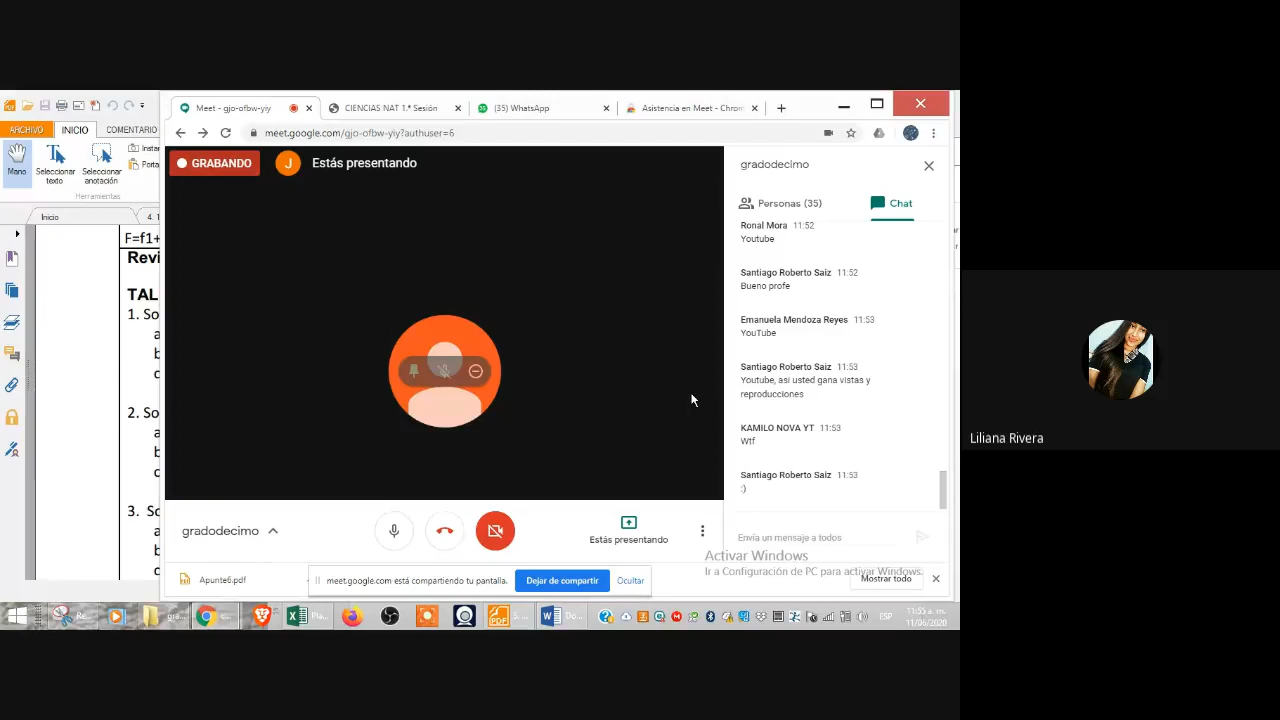 Meet - gjo-ofbw-yiy
CIENCIAS NAT 1.ª Sesión
(35) WhatsApp
Asistencia en Meet - Chrom
ARCHIVO
INICIO
COMENTARIO
meet.google.com/gjo-ofbw-yiy?authuser=6
Mano
Seleccionar
texto
Seleccionar
anotación
Herramientas
Inicio
GRABANDO
J
Estás presentando
gradodecimo
Personas (35)
Chat
Ronal Mora 11:52
Youtube
Santiago Roberto Saiz 11:52
Bueno profe
Emanuela Mendoza Reyes 11:53
YouTube
Santiago Roberto Saiz 11:53
Youtube, asi usted gana vistas y
reproducciones
KAMILO NOVA YT 11:53
Wtf
Santiago Roberto Saiz 11:53
:)
Envía un mensaje a todos
F=f1+
Revi
TAL
1. So
a
b
c
2. So
a
b
c
3. So
a
b
c
gradodecimo
Estás presentando
Activar Windows
Ir a Configuración de PC para activar Windows.
Mostrar todo
Apunte6.pdf
meet.google.com está compartiendo tu pantalla.
Dejar de compartir
Ocultar
ESP
11:55 a. m.
11/06/2020
Liliana Rivera